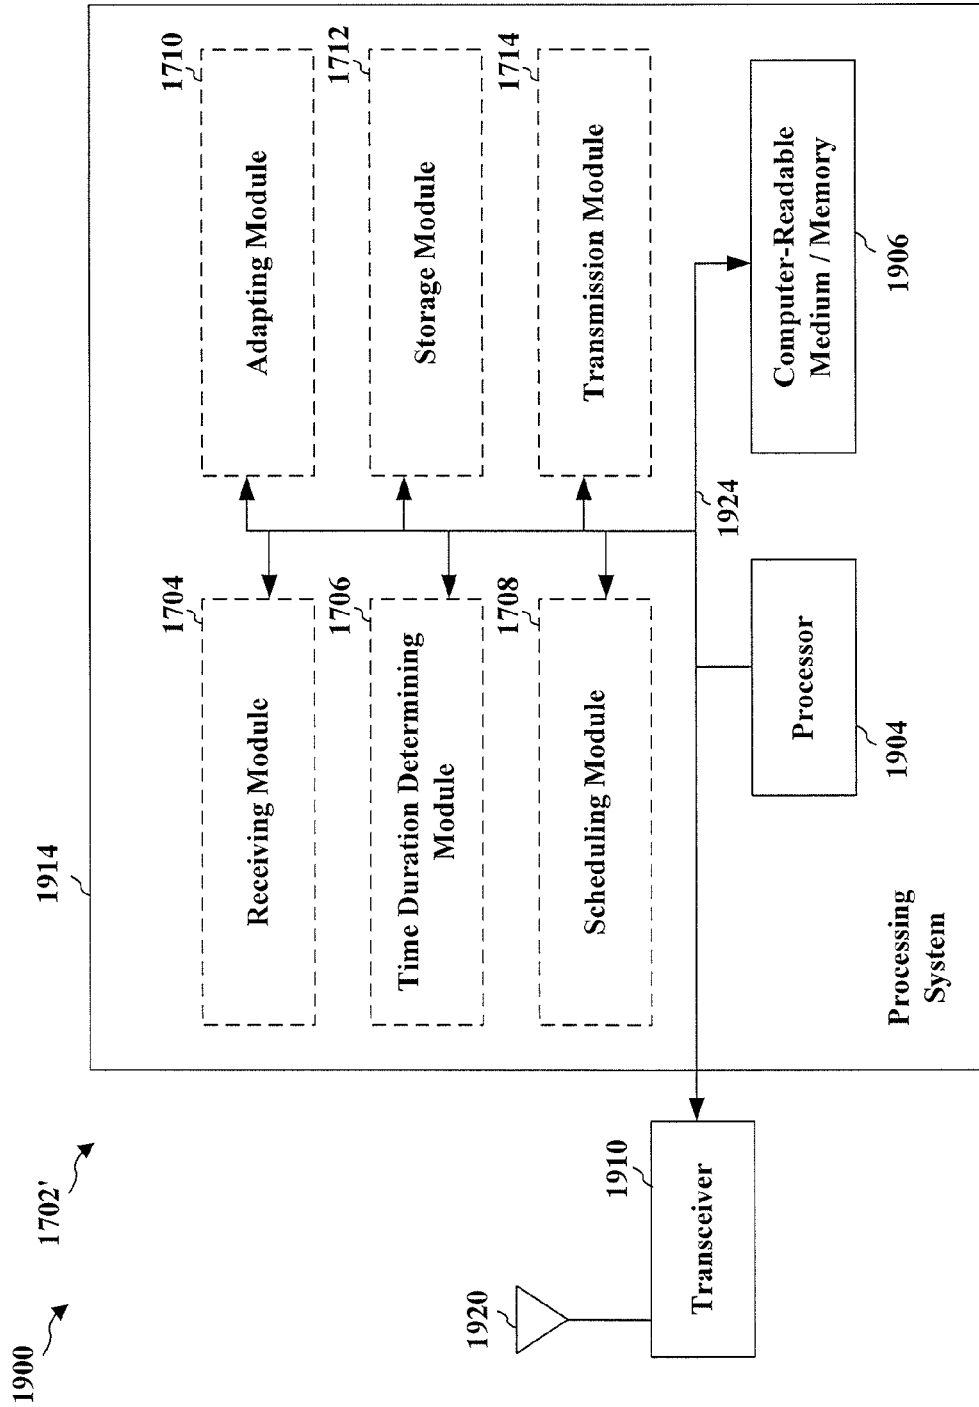 1900
1702'
1914
1704
Receiving Module
1710
Adapting Module
1706
Time Duration Determining
Module
1712
Storage Module
1708
Scheduling Module
1714
Transmission Module
1920
1910
Transceiver
1924
Processor
1904
Computer-Readable
Medium / Memory
1906
Processing
System